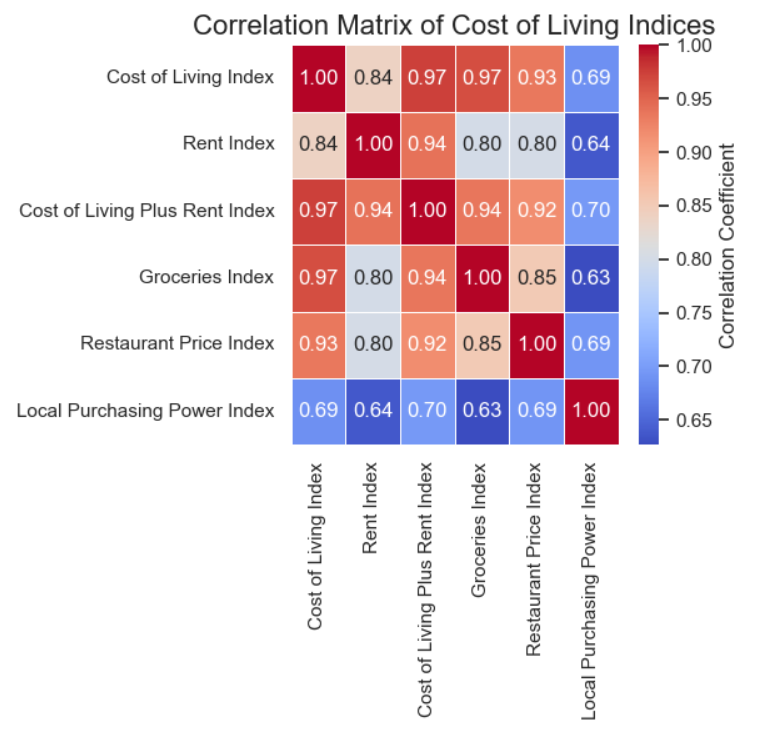 Correlation Matrix of Cost of Living Indices
Cost of Living Index 1.00 0.84 0.97 0.97 0.93 0.69
Rent Index 0.84 1.00 0.94 0.80 0.80 0.64
Cost of Living Plus Rent Index 0.97 0.94 1.00 0.94 0.92 0.70
Groceries Index 0.97 0.80 0.94 1.00 0.85 0.63
Restaurant Price Index 0.93 0.80 0.92 0.85 1.00 0.69
Local Purchasing Power Index 0.69 0.64 0.70 0.63 0.69 1.00
Cost of Living Index
Rent Index
Cost of Living Plus Rent Index
Groceries Index
Restaurant Price Index
Local Purchasing Power Index
1.00
0.95
0.90
0.85
0.80
0.75
0.70
0.65
Correlation Coefficient